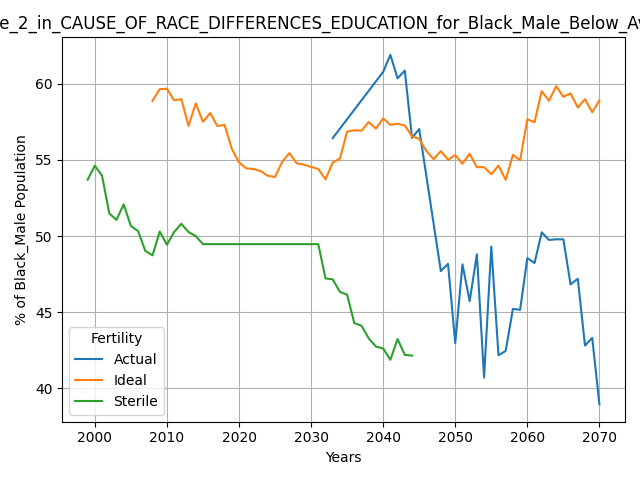 e_2_in_CAUSE_OF_RACE_DIFFERENCES_EDUCATION_for_Black_Male_Below_Av
% of Black_Male Population
60
55
50
45
40
Fertility
Actual
Ideal
Sterile
2000 2010 2020 2030 2040 2050 2060 2070
Years